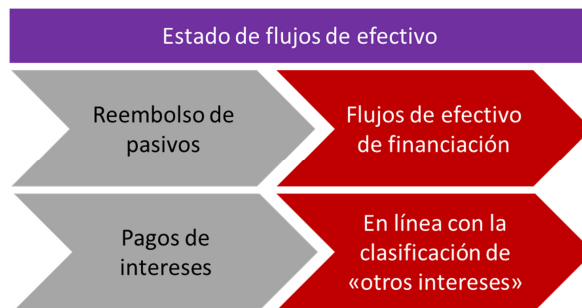 Estado de flujos de efectivo
Reembolso de
pasivos
Flujos de efectivo
de financiación
Pagos de
intereses
En línea con la
clasificación de
«otros intereses»